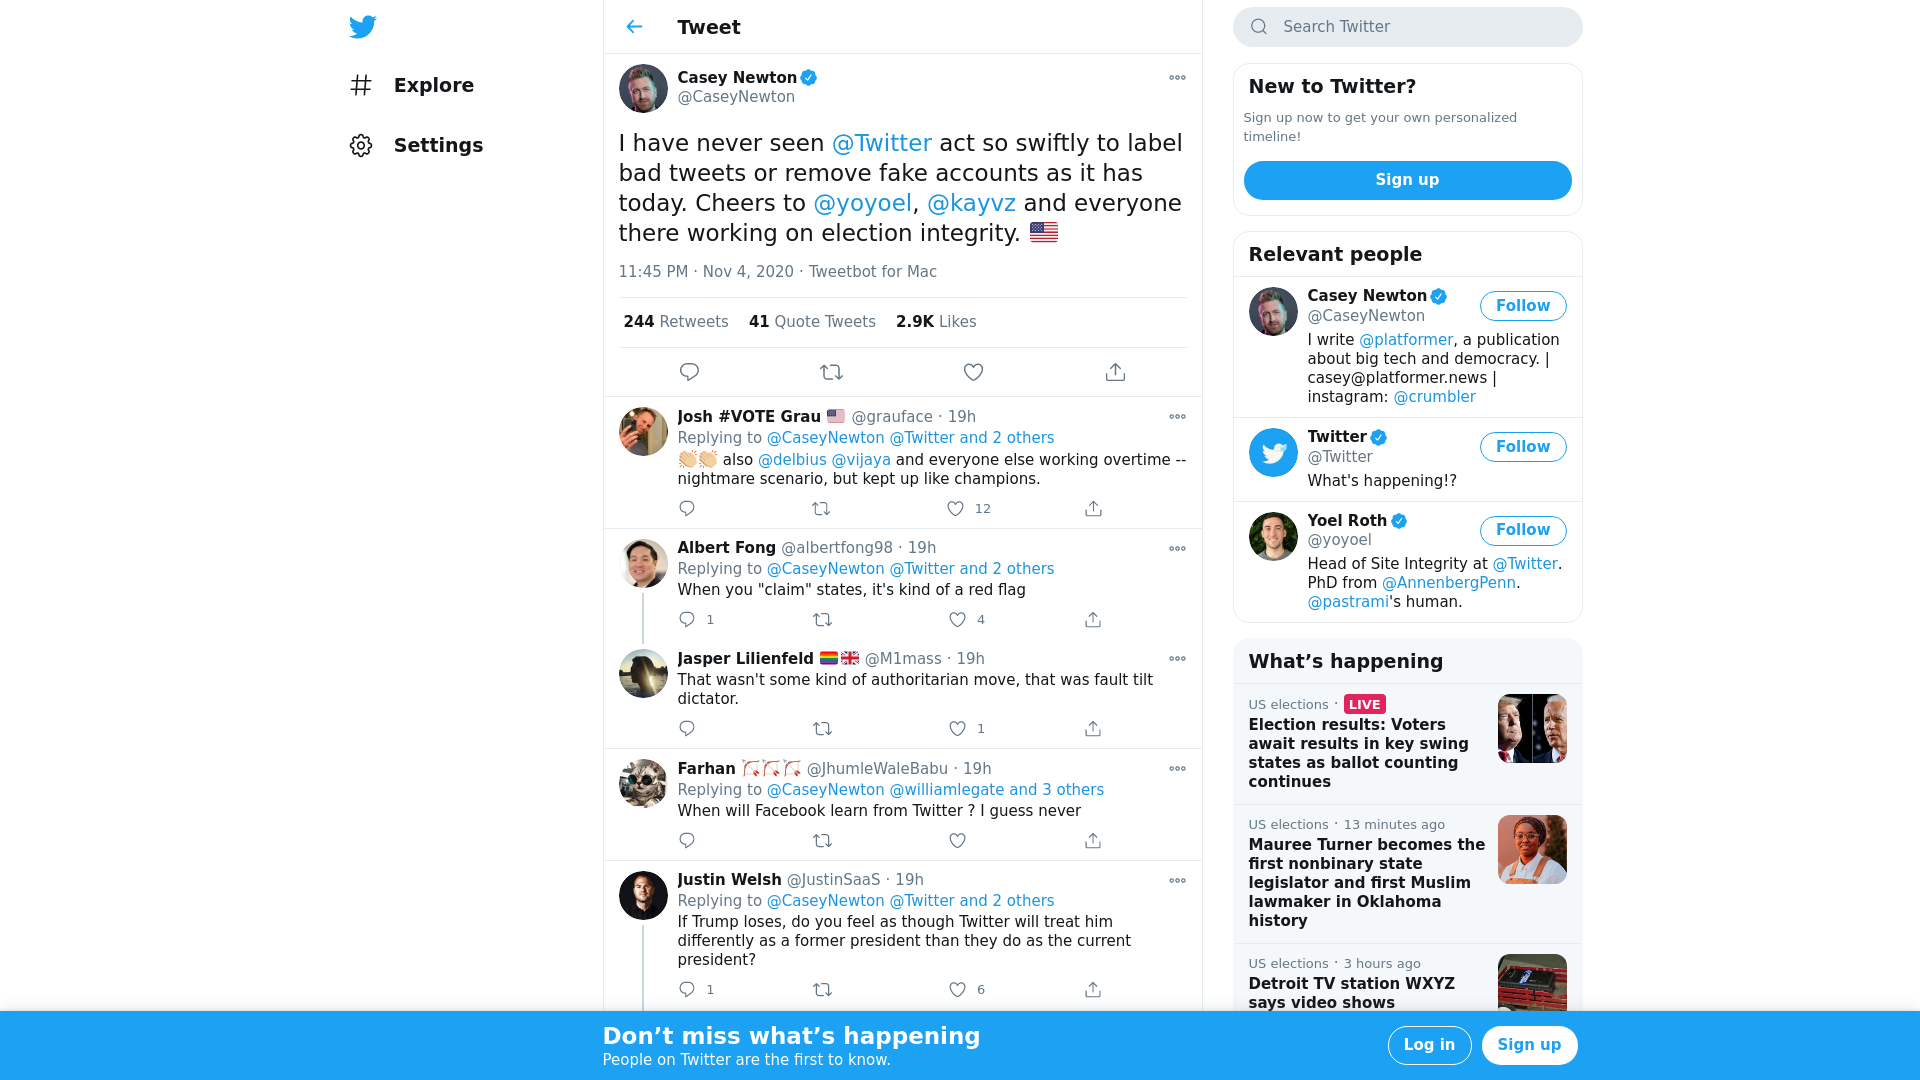 Explore
Settings
Tweet
Casey Newton
@CaseyNewton
I have never seen @Twitter act so swiftly to label
bad tweets or remove fake accounts as it has
today. Cheers to @yoyoel, @kayvz and everyone
there working on election integrity. 🇺🇸
11:45 PM · Nov 4, 2020 · Tweetbot for Mac
244 Retweets 41 Quote Tweets 2.9K Likes
Josh #VOTE Grau 🇺🇸 @grauface · 19h
Replying to @CaseyNewton @Twitter and 2 others
👏🏼👏🏼 also @delbius @vijaya and everyone else working overtime --
nightmare scenario, but kept up like champions.
12
Albert Fong @albertfong98 · 19h
Replying to @CaseyNewton @Twitter and 2 others
When you "claim" states, it's kind of a red flag
1 4
Jasper Lilienfeld 🏳️‍🌈🇬🇧 @M1mass · 19h
That wasn't some kind of authoritarian move, that was fault tilt
dictator.
1
Farhan 🏹🏹🏹 @JhumleWaleBabu · 19h
Replying to @CaseyNewton @williamlegate and 3 others
When will Facebook learn from Twitter ? I guess never
Justin Welsh @JustinSaaS · 19h
Replying to @CaseyNewton @Twitter and 2 others
If Trump loses, do you feel as though Twitter will treat him
differently as a former president than they do as the current
president?
1 6
Search Twitter
New to Twitter?
Sign up now to get your own personalized
timeline!
Sign up
Relevant people
Casey Newton
@CaseyNewton
Follow
I write @platformer, a publication
about big tech and democracy. |
casey@platformer.news |
instagram: @crumbler
Twitter
@Twitter
Follow
What's happening!?
Yoel Roth
@yoyoel
Follow
Head of Site Integrity at @Twitter.
PhD from @AnnenbergPenn.
@pastrami's human.
What’s happening
US elections · LIVE
Election results: Voters
await results in key swing
states as ballot counting
continues
US elections · 13 minutes ago
Mauree Turner becomes the
first nonbinary state
legislator and first Muslim
lawmaker in Oklahoma
history
US elections · 3 hours ago
Detroit TV station WXYZ
says video shows
Don’t miss what’s happening
People on Twitter are the first to know.
Log in
Sign up